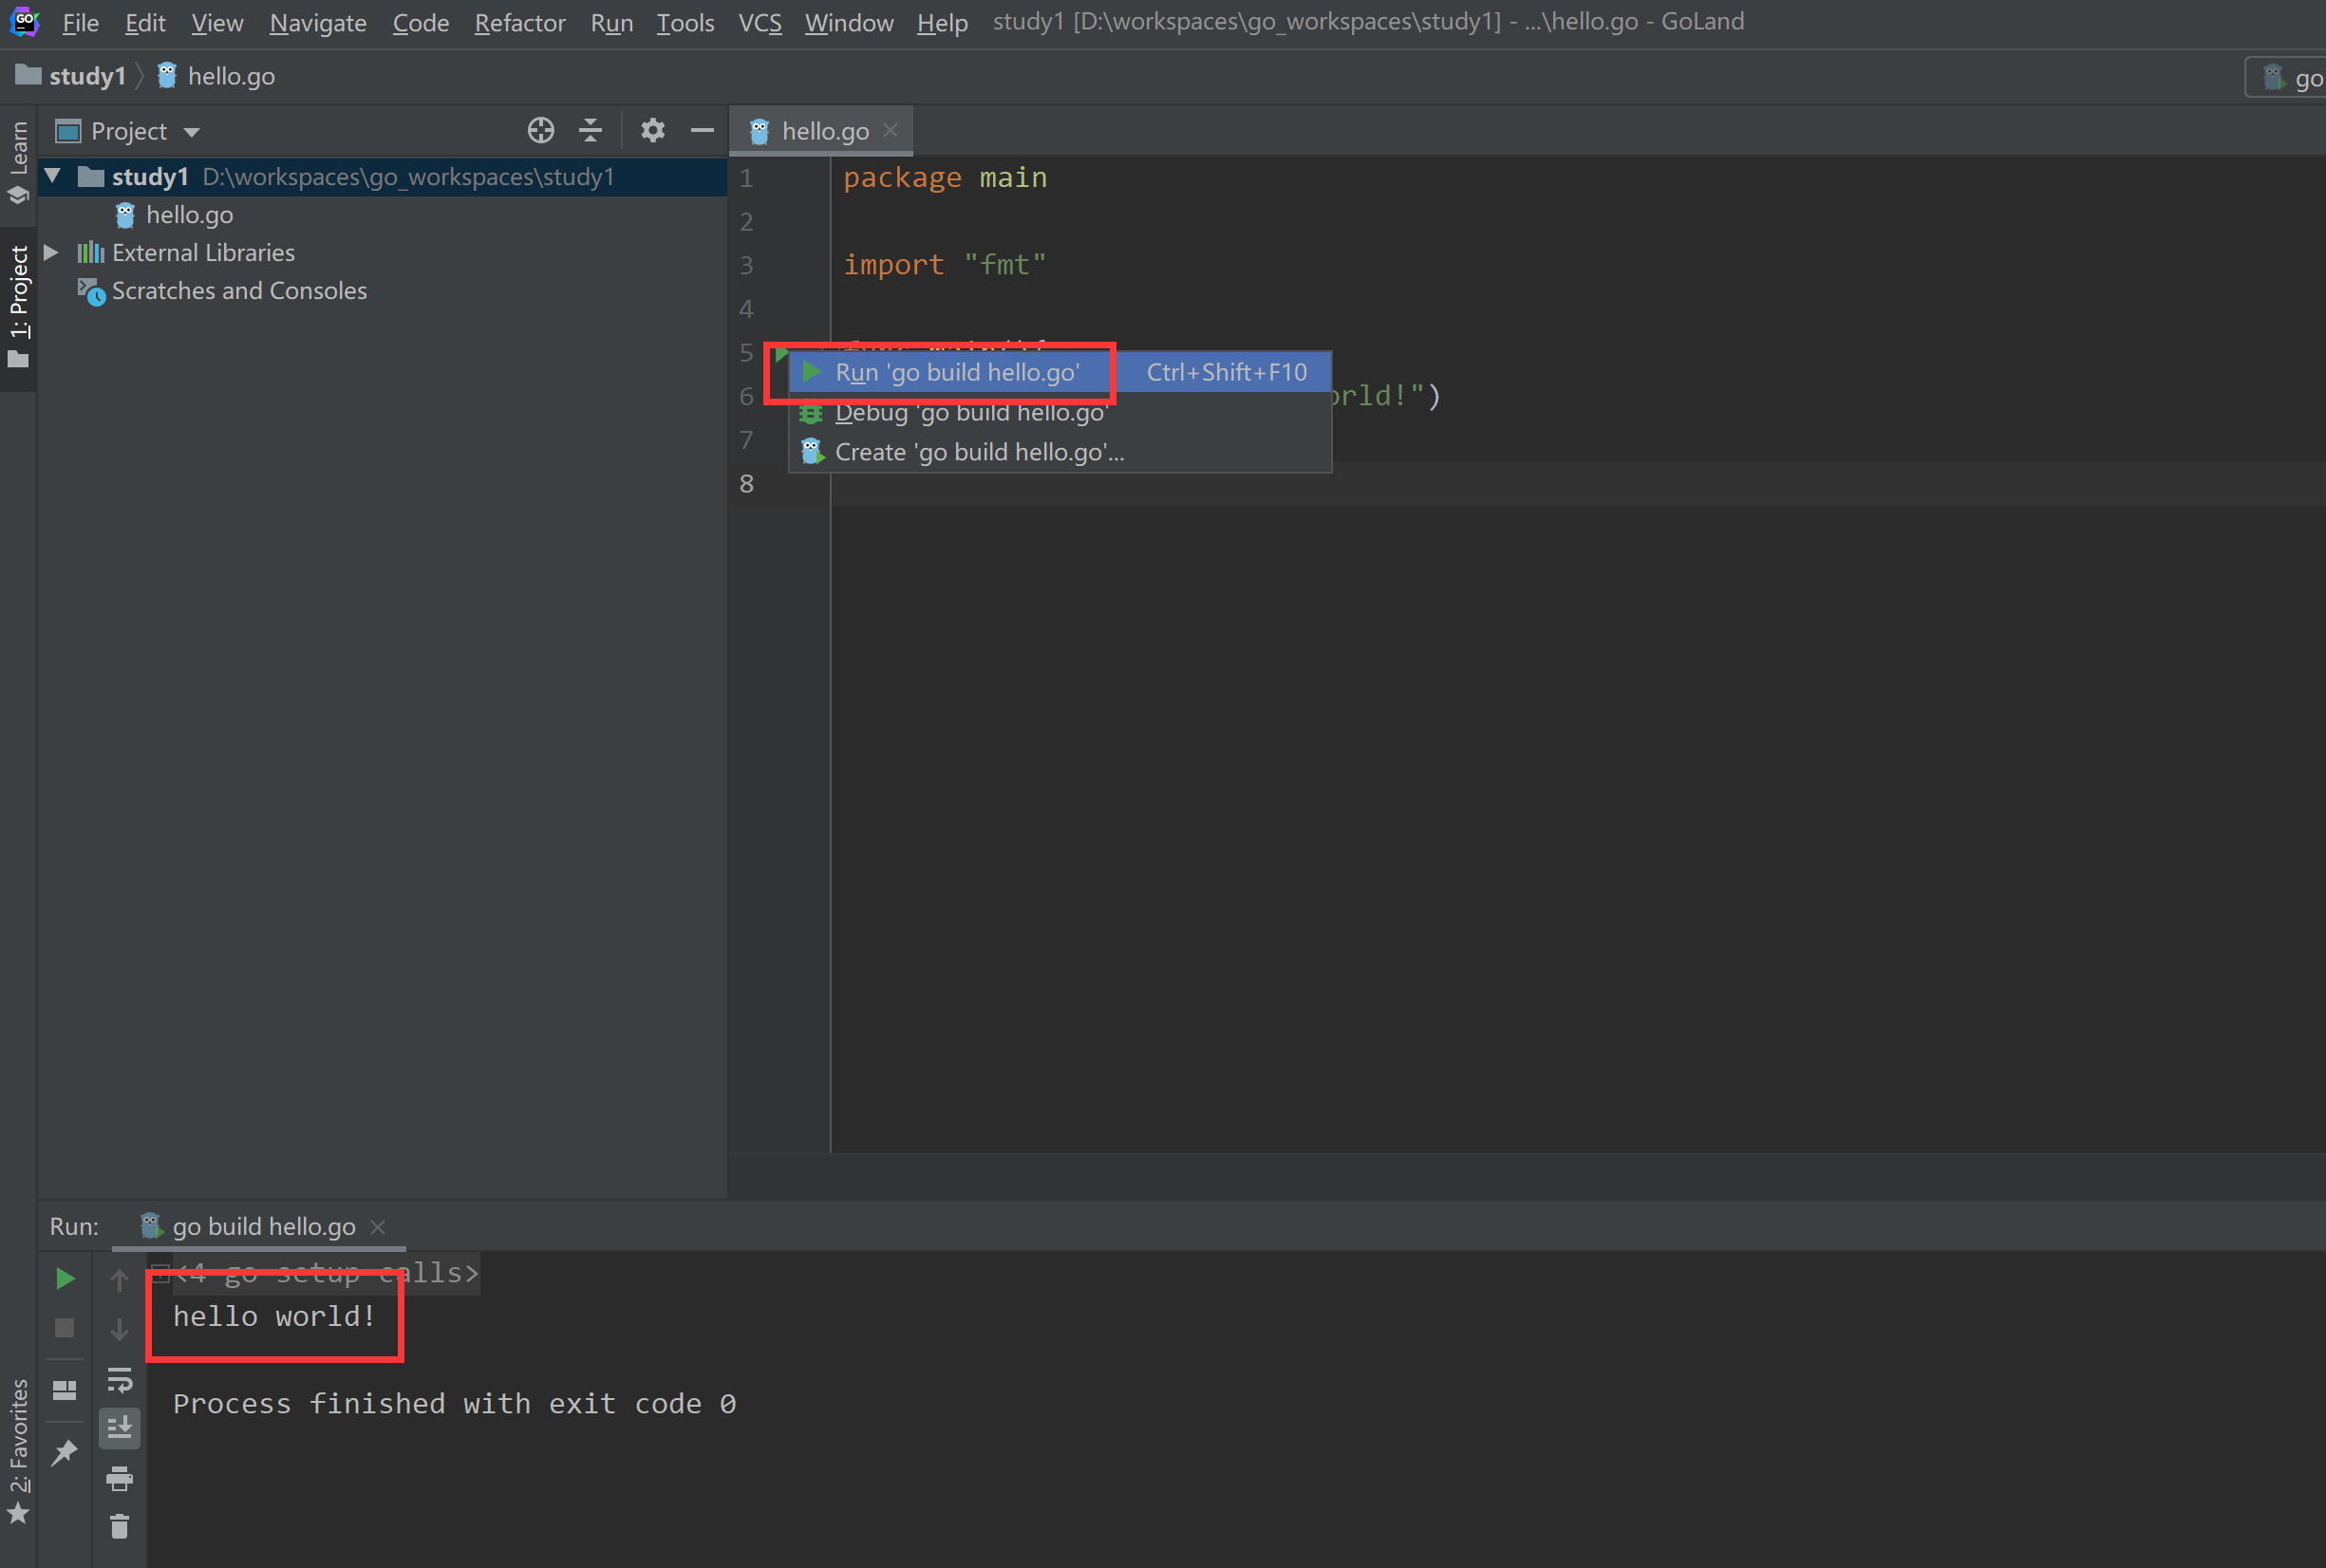 File Edit View Navigate Code Refactor Run Tools VCS Window Help study1 [D:\workspaces\go_workspaces\study1] - ...\hello.go - GoLand
study1 hello.go
go
Learn
1: Project
2: Favorites
Project
study1 D:\workspaces\go_workspaces\study1
hello.go
External Libraries
Scratches and Consoles
hello.go
1 package main
2
3 import "fmt"
4
5
Run 'go build hello.go' Ctrl+Shift+F10
6 orld!")
Debug 'go build hello.go'
7
Create 'go build hello.go'...
8
Run: go build hello.go
<4 go setup calls>
hello world!
Process finished with exit code 0